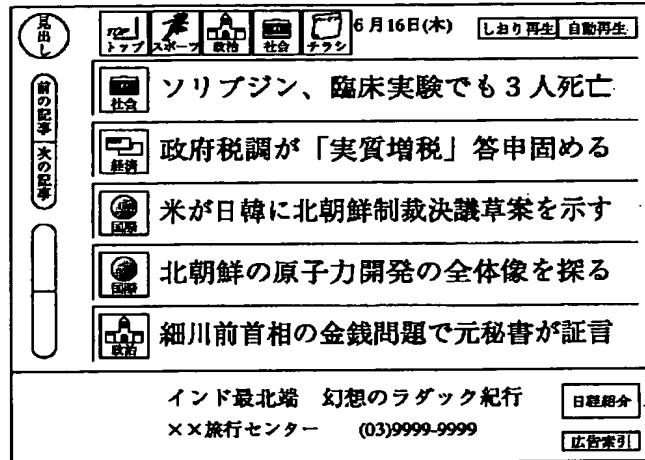 見出し
トップ スポーツ 政治 社会 チラシ 6月16日(木) しおり再生 自動再生
前の記事
次の記事
社会 ソリブジン、臨床実験でも3人死亡
経済 政府税調が「実質増税」答申固める
国際 米が日韓に北朝鮮制裁決議草案を示す
国際 北朝鮮の原子力開発の全体像を探る
政治 細川前首相の金銭問題で元秘書が証言
インド最北端 幻想のラダック紀行 日経紹介
××旅行センター (03)9999-9999 広告索引